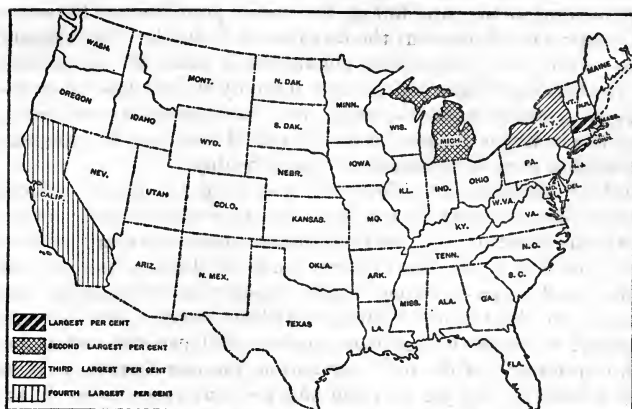 WASH.
OREGON
IDAHO
MONT.
N. DAK.
S. DAK.
MINN.
WIS.
MICH.
N.Y.
VT.
N.H.
MAINE
MASS.
CONN.
PA.
DEL.
WYO.
NEBR.
IOWA
ILL.
IND.
OHIO
W.VA.
VA.
NEV.
UTAH
COLO.
KANSAS
MO.
KY.
CALIF.
ARIZ.
N. MEX.
OKLA.
ARK.
TENN.
N.C.
S.C.
TEXAS
LA.
MISS.
ALA.
GA.
FLA.
LARGEST PER CENT
SECOND LARGEST PER CENT
THIRD LARGEST PER CENT
FOURTH LARGEST PER CENT